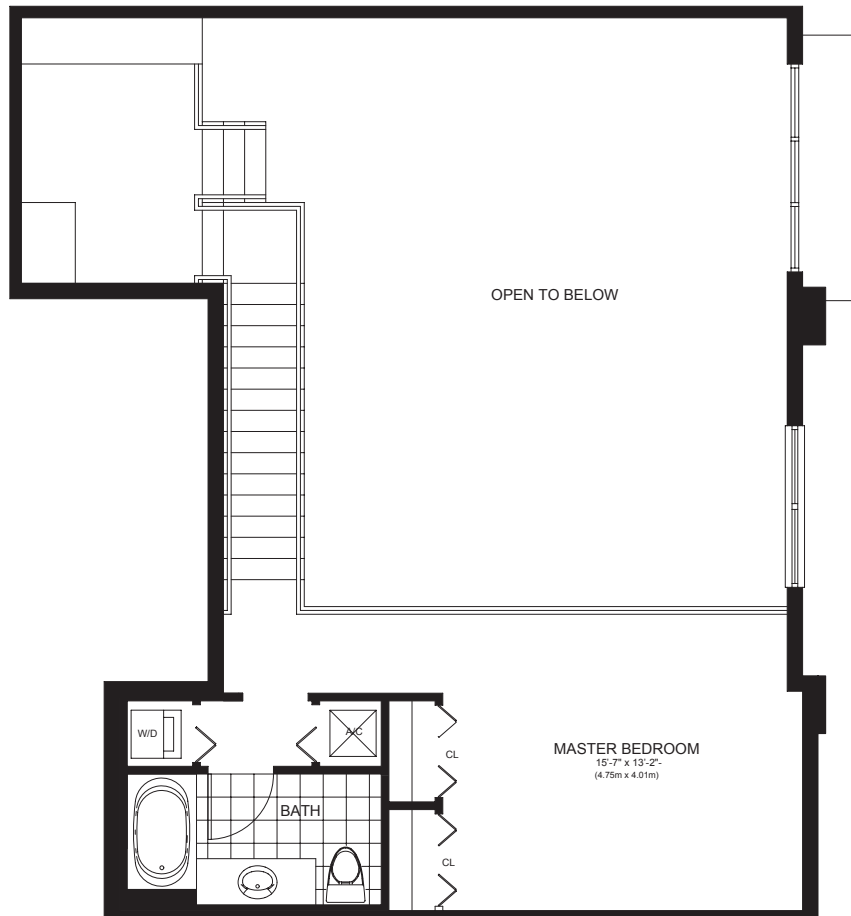 OPEN TO BELOW
W/D
A/C
CL
MASTER BEDROOM
15'-7" x 13'-2"-
(4.75m x 4.01m)
BATH
CL